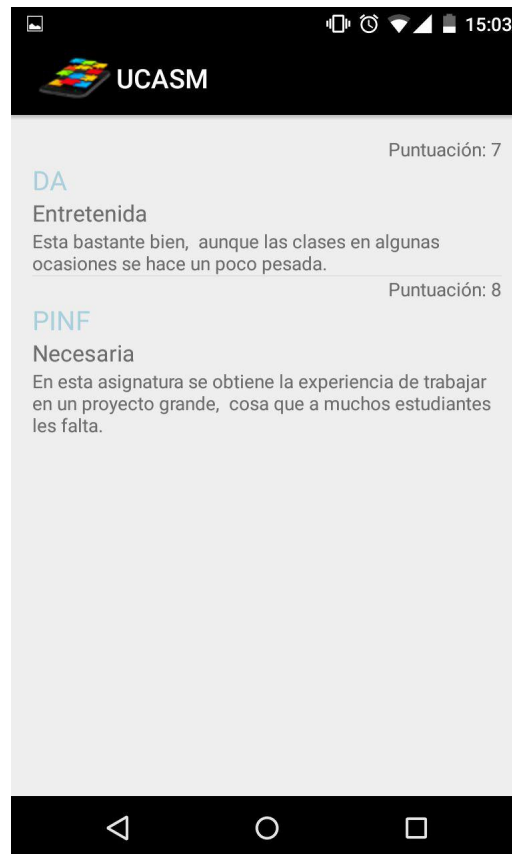 15:03
UCASM
Puntuación: 7
DA
Entretenida
Esta bastante bien,  aunque las clases en algunas
ocasiones se hace un poco pesada.
Puntuación: 8
PINF
Necesaria
En esta asignatura se obtiene la experiencia de trabajar
en un proyecto grande,  cosa que a muchos estudiantes
les falta.